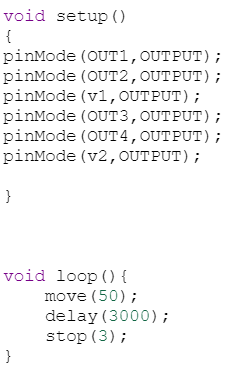 void setup()
{
pinMode(OUT1,OUTPUT);
pinMode(OUT2,OUTPUT);
pinMode(v1,OUTPUT);
pinMode(OUT3,OUTPUT);
pinMode(OUT4,OUTPUT);
pinMode(v2,OUTPUT);
}
void loop(){
    move(50);
    delay(3000);
    stop(3);
}